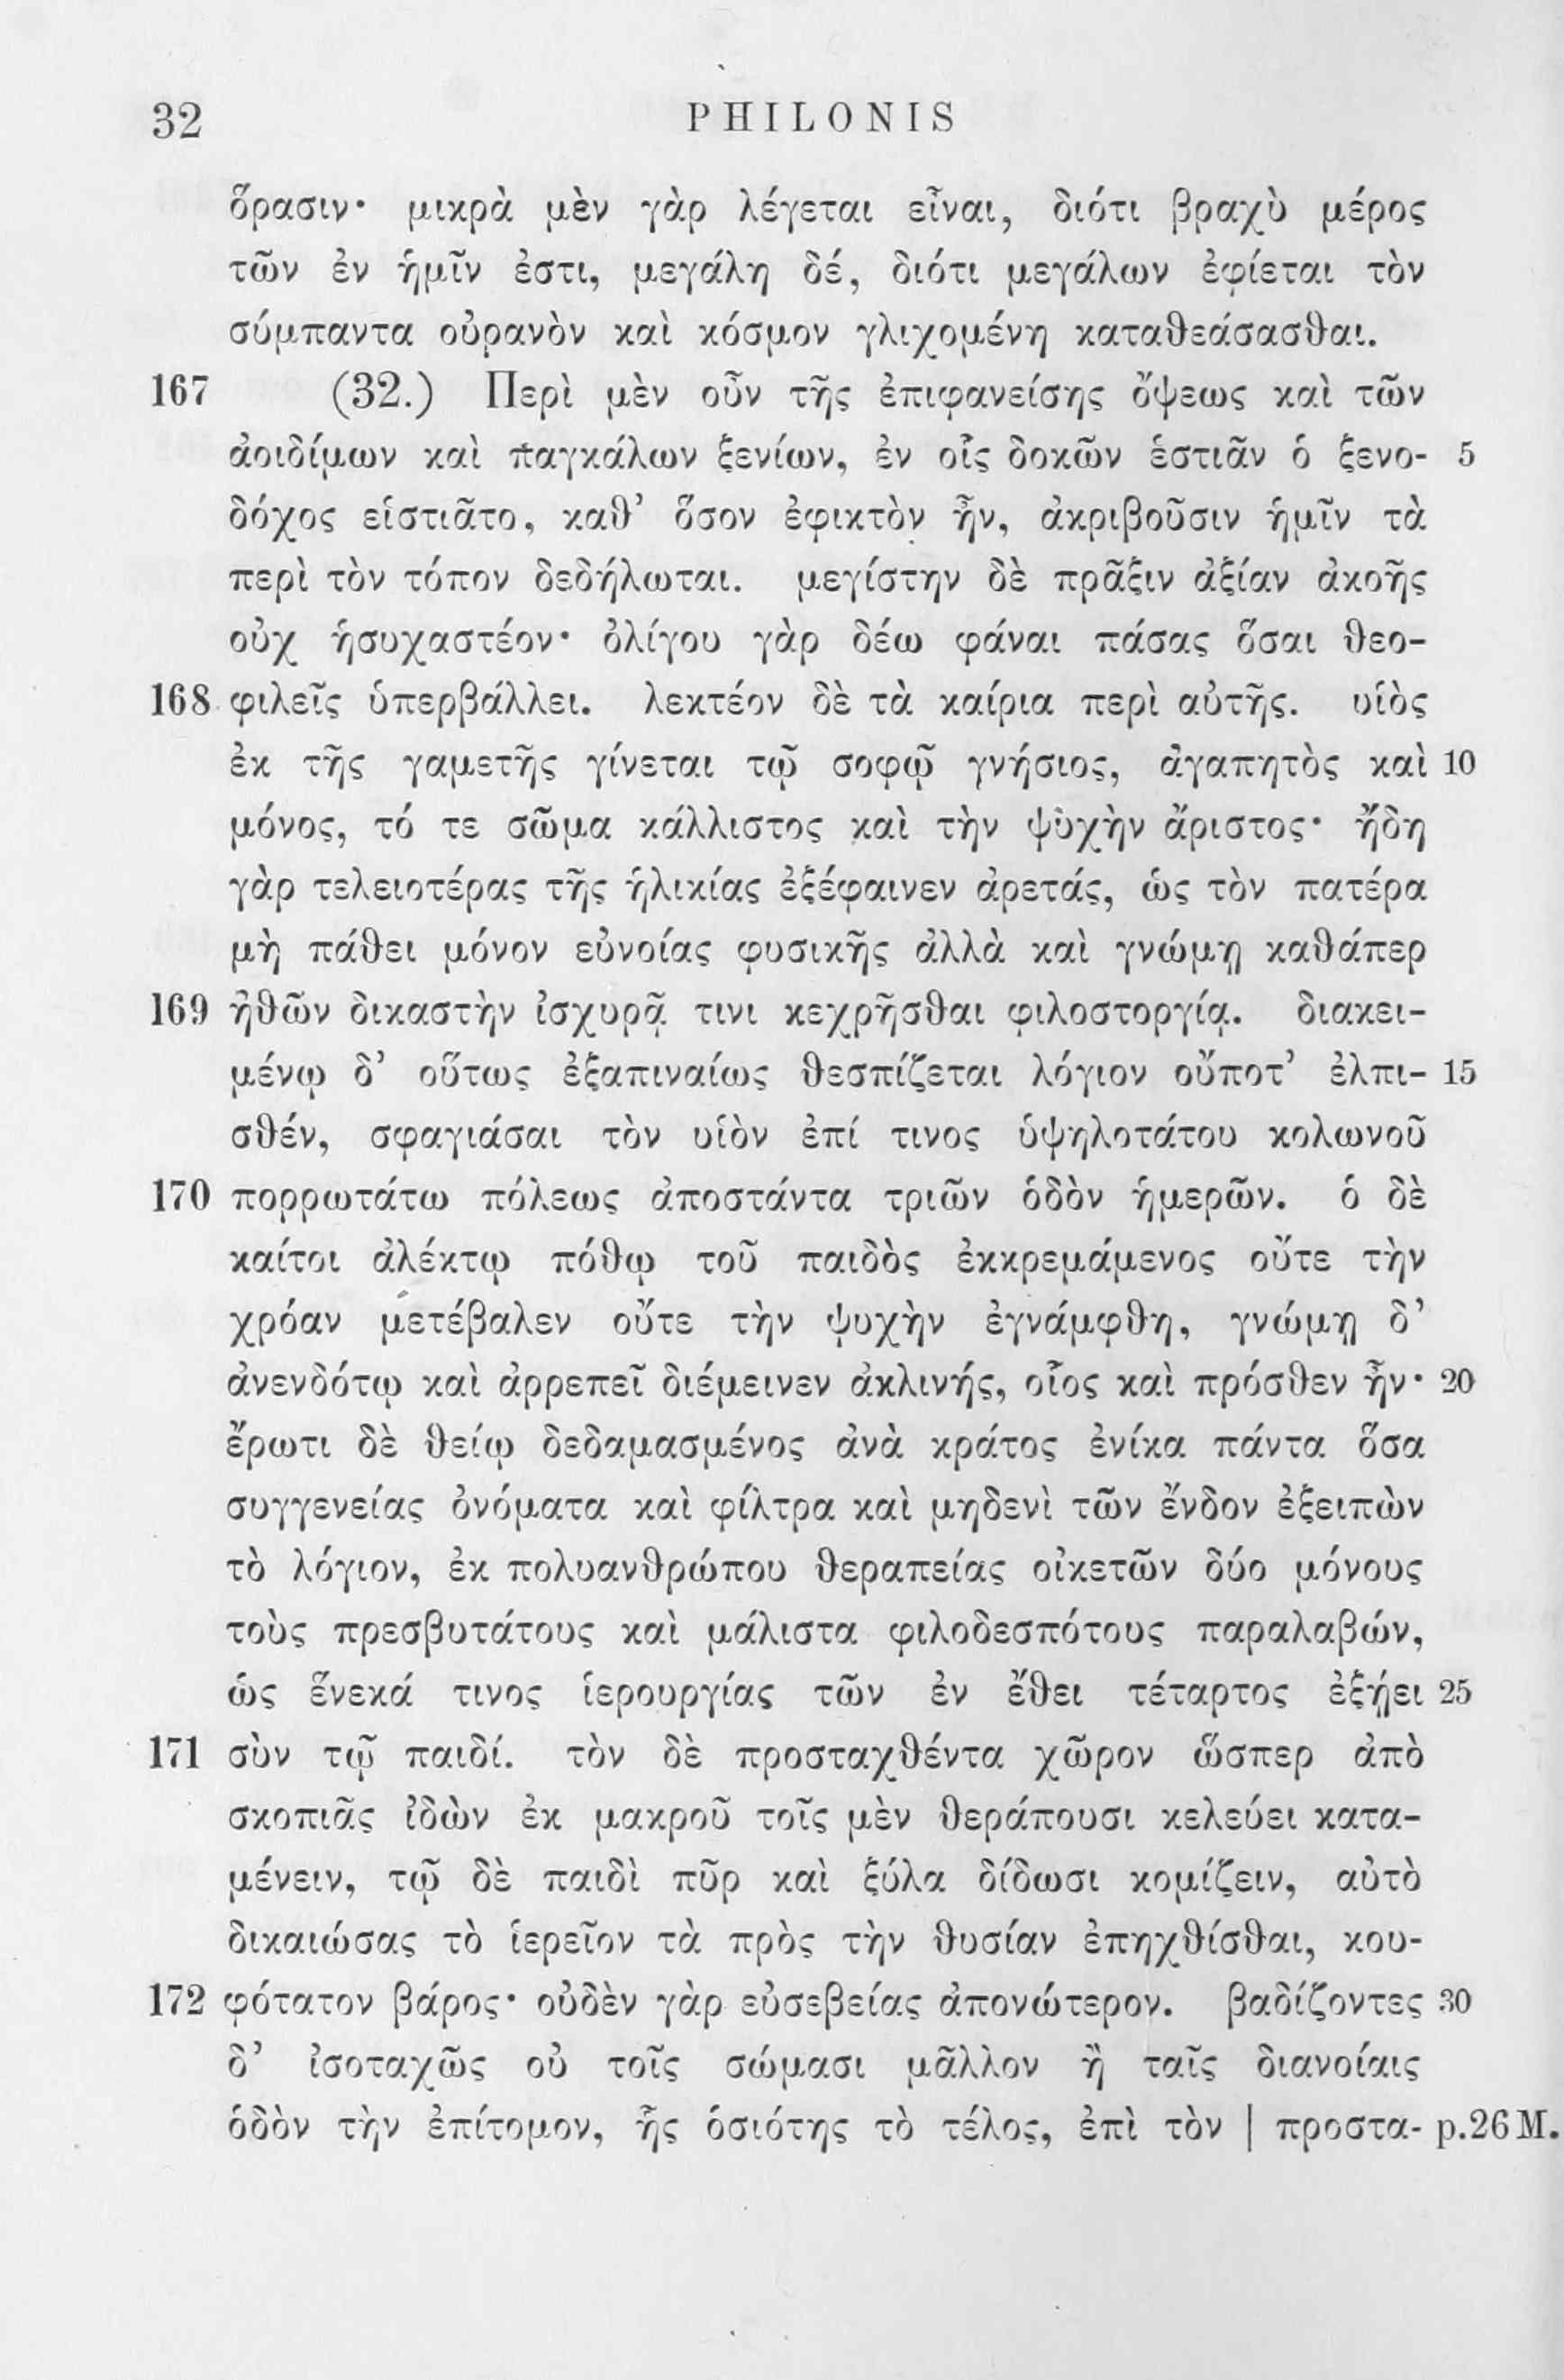 32 PHILONIS
ὅρασιν· μικρὰ μὲν γὰρ λέγεται εἶναι, διότι βραχὺ μέρος
τῶν ἐν ἡμῖν ἐστι, μεγάλη δέ, διότι μεγάλων ἐφίεται τὸν
σύμπαντα οὐρανὸν καὶ κόσμον γλιχομένη καταθεάσασθαι.
167 (32.) Περὶ μὲν οὖν τῆς ἐπιφανείσης ὄψεως καὶ τῶν
ἀοιδίμων καὶ παγκάλων ξενίων, ἐν οἷς δοκῶν ἑστιᾶν ὁ ξενο- 5
δόχος εἱστιᾶτο, καθ’ ὅσον ἐφικτὸν ἦν, ἀκριβοῦσιν ἡμῖν τὰ
περὶ τὸν τόπον δεδήλωται. μεγίστην δὲ πρᾶξιν ἀξίαν ἀκοῆς
οὐχ ἡσυχαστέον· ὀλίγου γὰρ δέω φάναι πάσας ὅσαι θεο-
168 φιλεῖς ὑπερβάλλει. λεκτέον δὲ τὰ καίρια περὶ αὐτῆς. υἱὸς
ἐκ τῆς γαμετῆς γίνεται τῷ σοφῷ γνήσιος, ἀγαπητὸς καὶ 10
μόνος, τό τε σῶμα κάλλιστος καὶ τὴν ψυχὴν ἄριστος· ἤδη
γὰρ τελειοτέρας τῆς ἡλικίας ἐξέφαινεν ἀρετάς, ὡς τὸν πατέρα
μὴ πάθει μόνον εὐνοίας φυσικῆς ἀλλὰ καὶ γνώμῃ καθάπερ
169 ἠθῶν δικαστὴν ἰσχυρᾷ τινι κεχρῆσθαι φιλοστοργίᾳ. διακει-
μένῳ δ’ οὕτως ἐξαπιναίως θεσπίζεται λόγιον οὔποτ’ ἐλπι- 15
σθέν, σφαγιάσαι τὸν υἱὸν ἐπί τινος ὑψηλοτάτου κολωνοῦ
170 πορρωτάτω πόλεως ἀποστάντα τριῶν ὁδὸν ἡμερῶν. ὁ δὲ
καίτοι ἀλέκτῳ πόθῳ τοῦ παιδὸς ἐκκρεμάμενος οὔτε τὴν
χρόαν μετέβαλεν οὔτε τὴν ψυχὴν ἐγνάμφθη, γνώμῃ δ’
ἀνενδότῳ καὶ ἀρρεπεῖ διέμεινεν ἀκλινής, οἷος καὶ πρόσθεν ἦν· 20
ἔρωτι δὲ θείῳ δεδαμασμένος ἀνὰ κράτος ἐνίκα πάντα ὅσα
συγγενείας ὀνόματα καὶ φίλτρα καὶ μηδενὶ τῶν ἔνδον ἐξειπὼν
τὸ λόγιον, ἐκ πολυανθρώπου θεραπείας οἰκετῶν δύο μόνους
τοὺς πρεσβυτάτους καὶ μάλιστα φιλοδεσπότους παραλαβών,
ὡς ἕνεκά τινος ἱερουργίας τῶν ἐν ἔθει τέταρτος ἐξῄει 25
171 σὺν τῷ παιδί. τὸν δὲ προσταχθέντα χῶρον ὥσπερ ἀπὸ
σκοπιᾶς ἰδὼν ἐκ μακροῦ τοῖς μὲν θεράπουσι κελεύει κατα-
μένειν, τῷ δὲ παιδὶ πῦρ καὶ ξύλα δίδωσι κομίζειν, αὐτὸ
δικαιώσας τὸ ἱερεῖον τὰ πρὸς τὴν θυσίαν ἐπηχθίσθαι, κου-
172 φότατον βάρος· οὐδὲν γὰρ εὐσεβείας ἀπονώτερον. βαδίζοντες 30
δ’ ἰσοταχῶς οὐ τοῖς σώμασι μᾶλλον ἢ ταῖς διανοίαις
ὁδὸν τὴν ἐπίτομον, ἧς ὁσιότης τὸ τέλος, ἐπὶ τὸν | προστα- p.26 M.